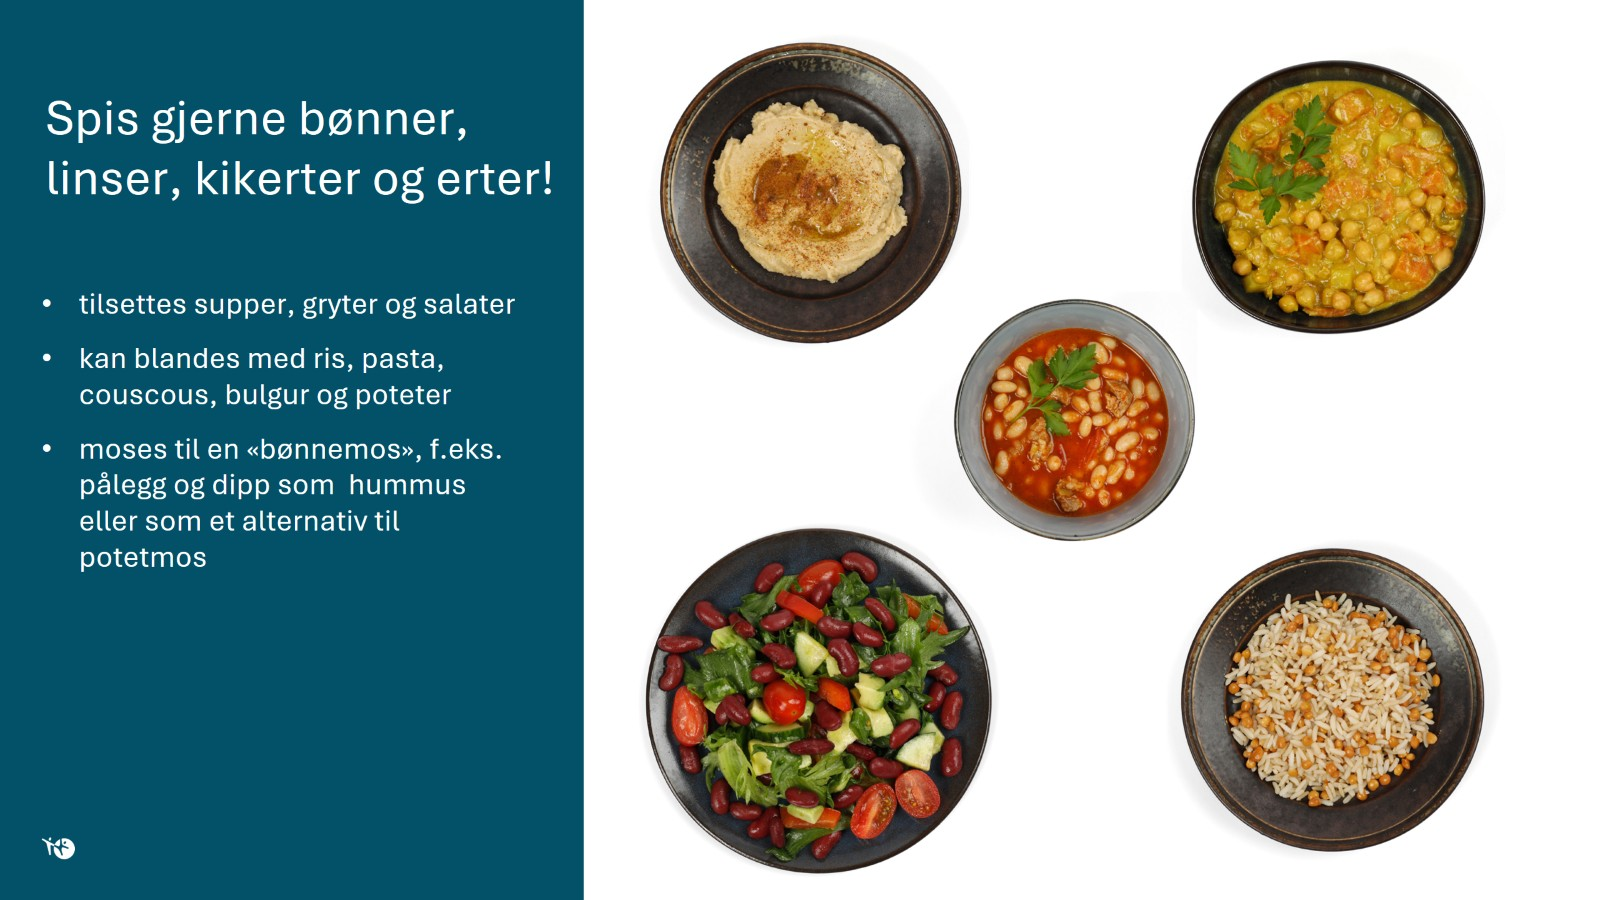 Spis gjerne bønner,
linser, kikerter og erter!
• tilsettes supper, gryter og salater
• kan blandes med ris, pasta,
couscous, bulgur og poteter
• moses til en «bønnemos», f.eks.
pålegg og dipp som  hummus
eller som et alternativ til
potetmos